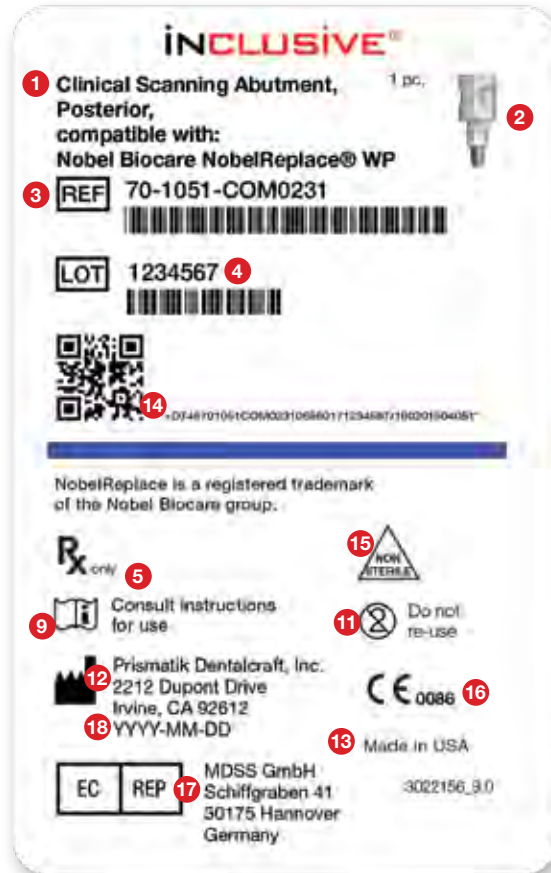 iNCLUSiVE®
1 Clinical Scanning Abutment, 1 pc.
Posterior,
compatible with: 2
Nobel Biocare NobelReplace® WP
3 REF 70-1051-COM0231
LOT 1234567 4
14
NobelReplace is a registered trademark
of the Nobel Biocare group.
Rx only 5
15 NON STERILE
9 Consult instructions
for use
11 Do not
re-use
12 Prismatik Dentalcraft, Inc.
2212 Dupont Drive
Irvine, CA 92612
18 YYYY-MM-DD
CE 0086 16
13 Made in USA
EC REP 17 MDSS GmbH
Schiffgraben 41
30175 Hannover
Germany
3022156_9.0